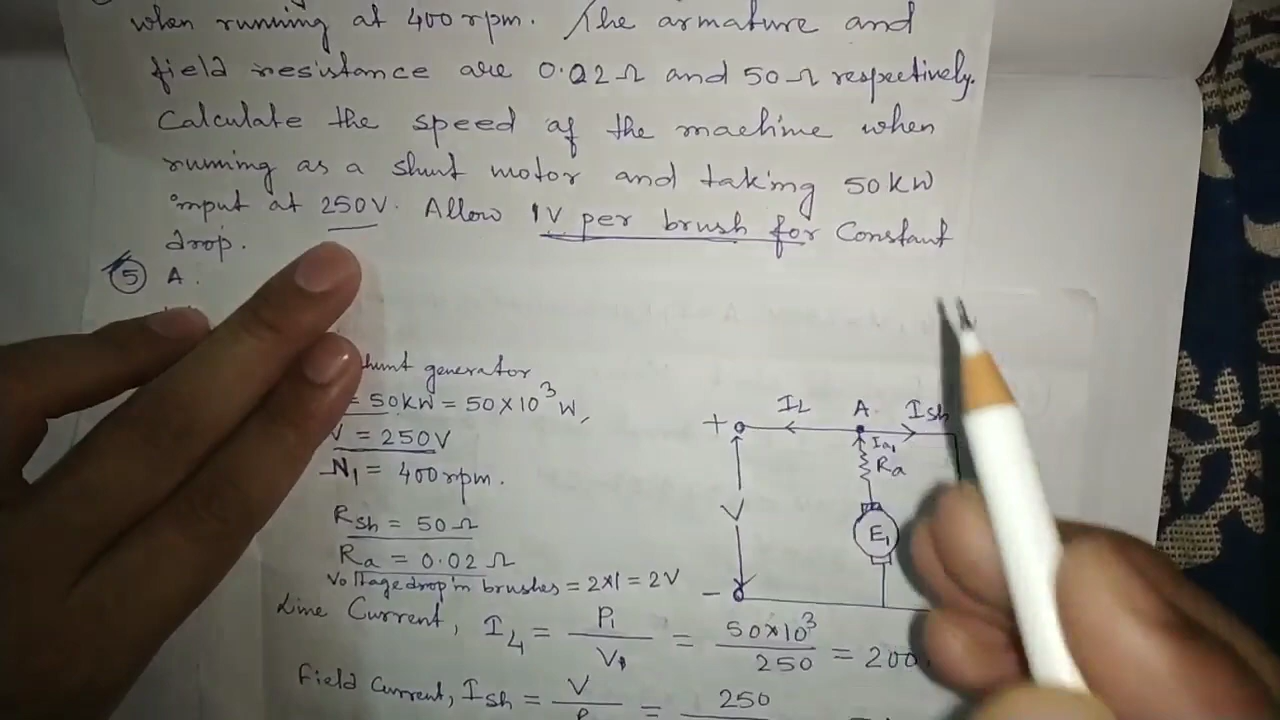 when running at 400 rpm. The armature and
field resistance are 0.02 Ω and 50 Ω respectively.
Calculate the speed of the machine when
running as a shunt motor and taking 50 KW
input at 250V. Allow 1V per brush for Constant
drop.
5 A.
shunt generator
= 50KW = 50×10³ W,
V = 250V
N₁ = 400 rpm.
Rsh = 50 Ω
Ra = 0.02 Ω
Voltage drop in brushes = 2×1 = 2V
IL A. Ish
+
Ia₁
Ra
V
E₁
−
Line Current, IL = P₁ / V₁ = 50×10³ / 250 = 200
Field Current, Ish = V / = 250